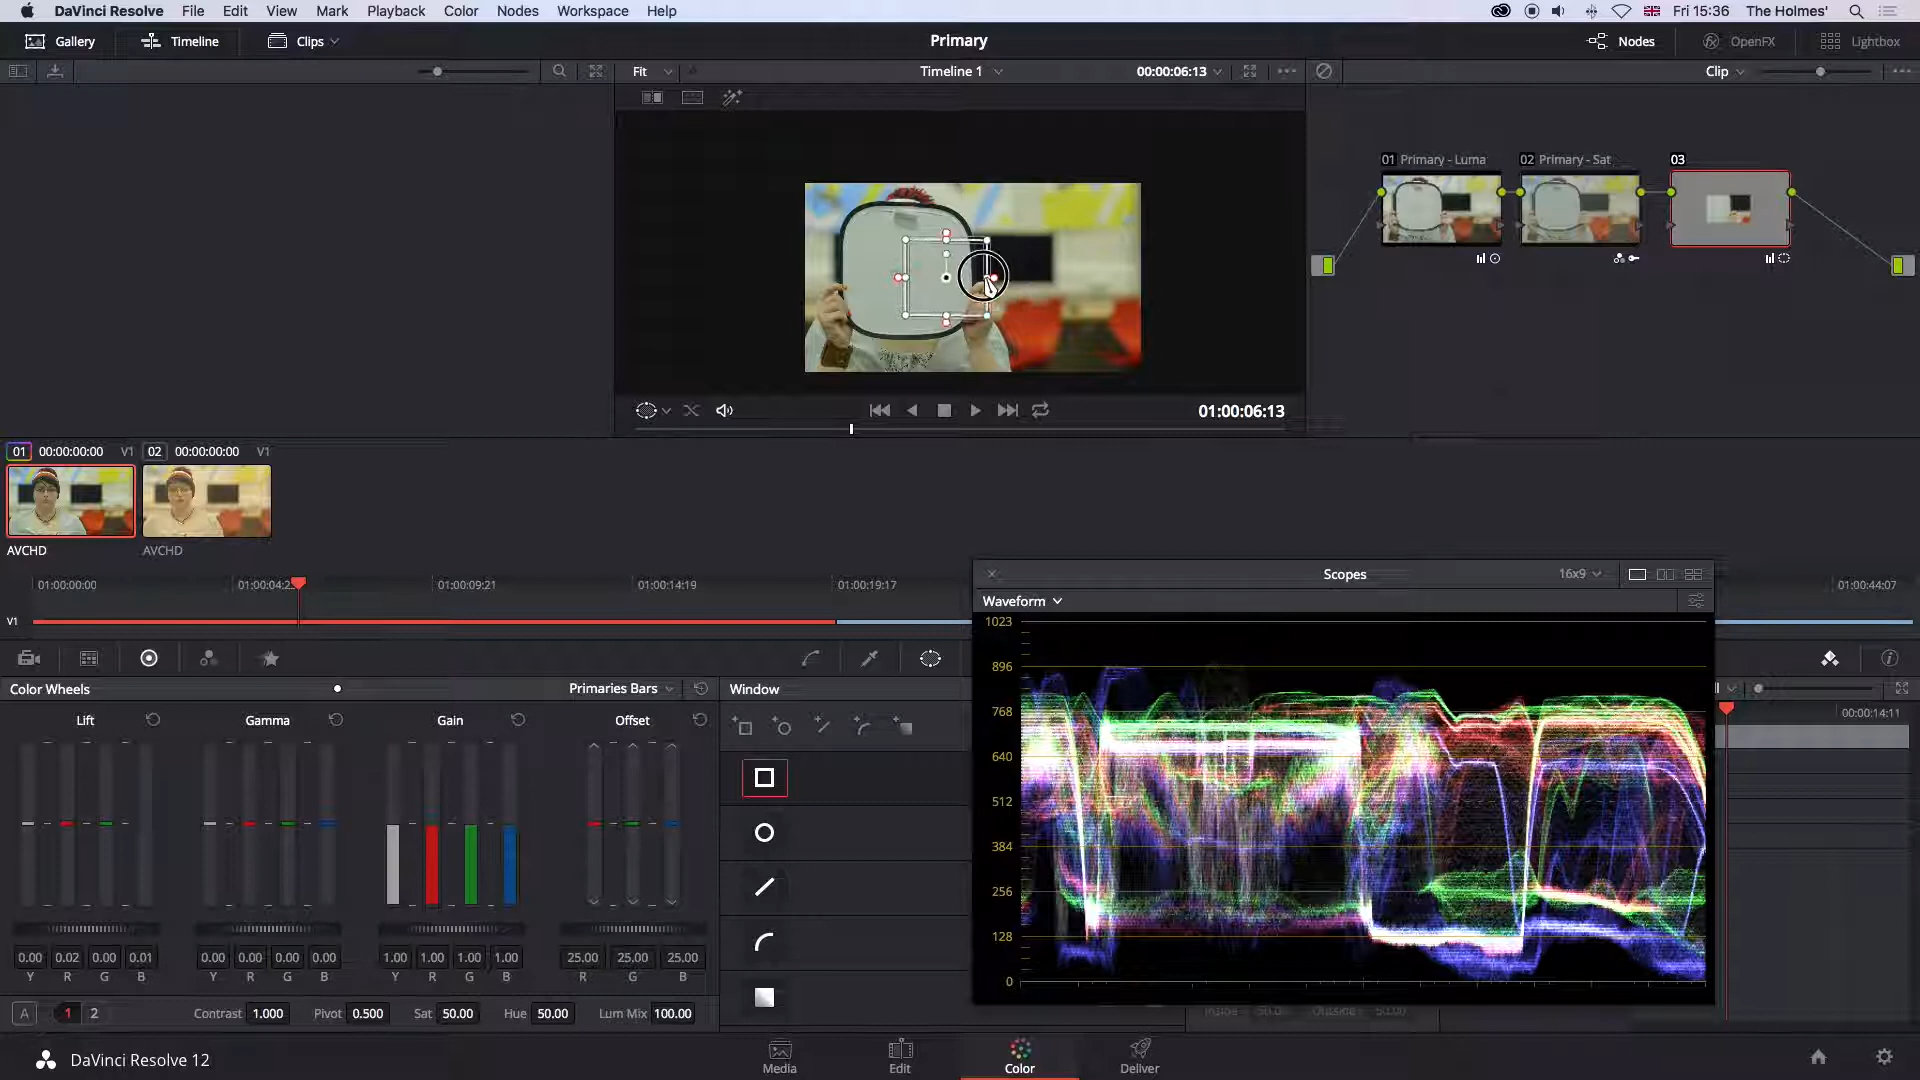 DaVinci Resolve File Edit View Mark Playback Color Nodes Workspace Help Fri 15:36 The Holmes'
Gallery Timeline Clips Primary Nodes OpenFX Lightbox
Fit Timeline 1 00:00:06:13 Clip
01 Primary - Luma 02 Primary - Sat 03
01:00:06:13
01 00:00:00:00 V1 02 00:00:00:00 V1
AVCHD AVCHD
01:00:00:00 01:00:09:21 01:00:14:19 01:00:19:17 01:00:44:07
V1
Scopes 16x9
Waveform
1023
896
768
640
512
384
256
128
0
Color Wheels Primaries Bars Window
00:00:14:11
Lift Gamma Gain Offset
0.00 0.02 0.00 0.01 0.00 0.00 0.00 0.00 1.00 1.00 1.00 1.00 25.00 25.00 25.00
Y R G B Y R G B Y R G B R G B
A 1 2 Contrast 1.000 Pivot 0.500 Sat 50.00 Hue 50.00 Lum Mix 100.00
Inside 50.0 Outside 50.00
DaVinci Resolve 12 Media Edit Color Deliver